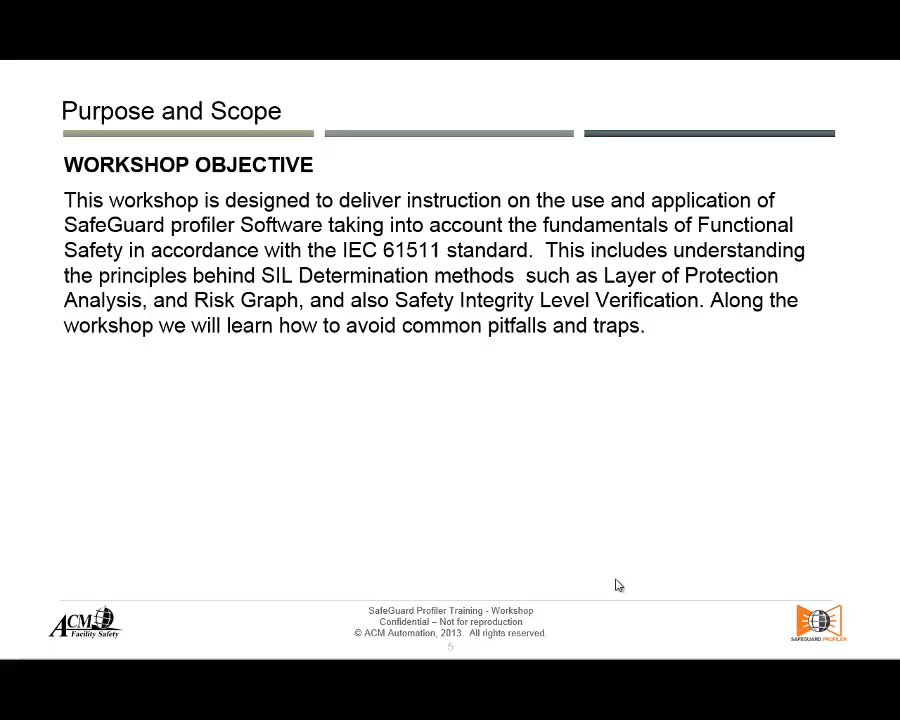 Purpose and Scope
WORKSHOP OBJECTIVE
This workshop is designed to deliver instruction on the use and application of
SafeGuard profiler Software taking into account the fundamentals of Functional
Safety in accordance with the IEC 61511 standard.  This includes understanding
the principles behind SIL Determination methods  such as Layer of Protection
Analysis, and Risk Graph, and also Safety Integrity Level Verification. Along the
workshop we will learn how to avoid common pitfalls and traps.
ACM
Facility Safety
SafeGuard Profiler Training - Workshop
Confidential – Not for reproduction
© ACM Automation, 2013.  All rights reserved.
5
SAFEGUARD PROFILER